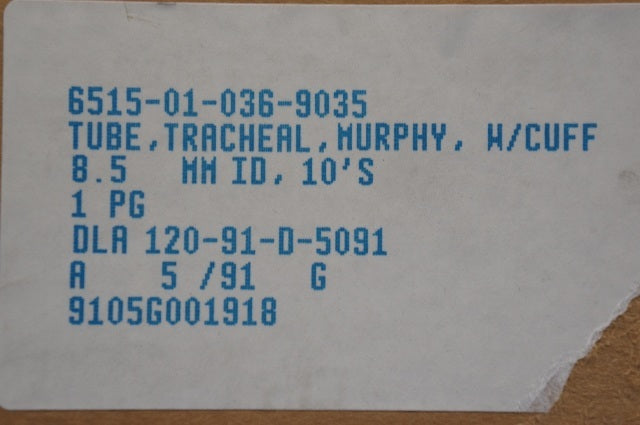 6515-01-036-9035
TUBE,TRACHEAL,MURPHY, W/CUFF
8.5 MM ID, 10'S
1 PG
DLA 120-91-D-5091
A 5 /91 G
9105G001918